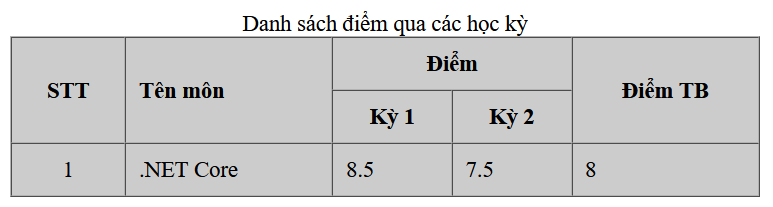 Danh sách điểm qua các học kỳ
STT Tên môn Điểm Điểm TB
Kỳ 1 Kỳ 2
1 .NET Core 8.5 7.5 8